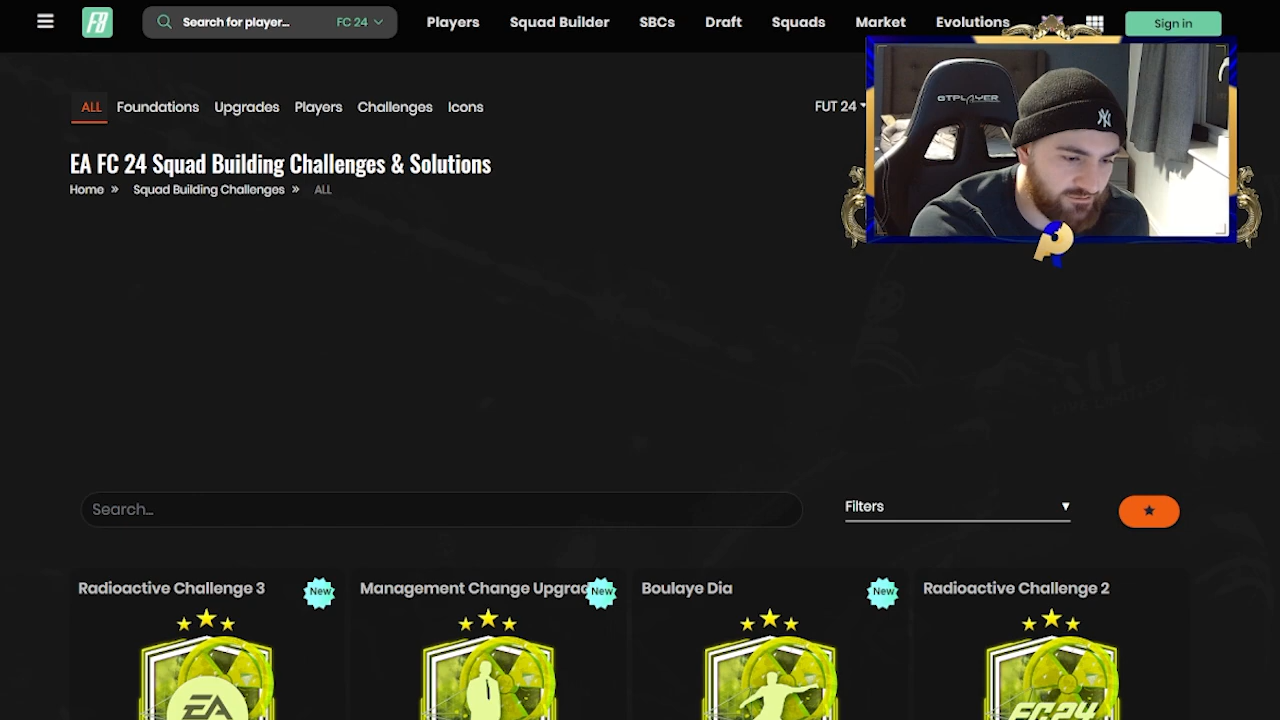 Search for player...
FC 24
Players
Squad Builder
SBCs
Draft
Squads
Market
Evolutions
Sign in
ALL
Foundations
Upgrades
Players
Challenges
Icons
FUT 24
GTPLAYER
NY
EA FC 24 Squad Building Challenges & Solutions
Home » Squad Building Challenges » ALL
Search...
Filters
Radioactive Challenge 3
New
Management Change Upgrad
New
Boulaye Dia
New
Radioactive Challenge 2
EA
FC24